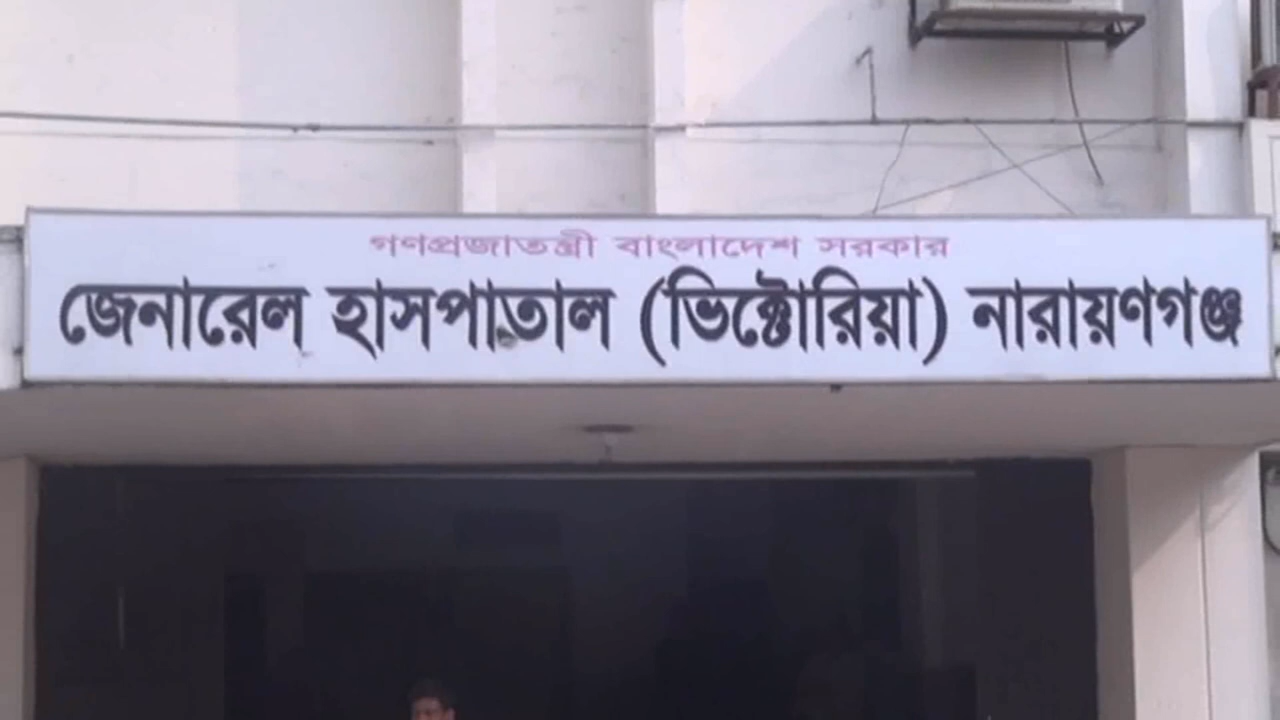 গণপ্রজাতন্ত্রী বাংলাদেশ সরকার
জেনারেল হাসপাতাল (ভিক্টোরিয়া) নারায়ণগঞ্জ